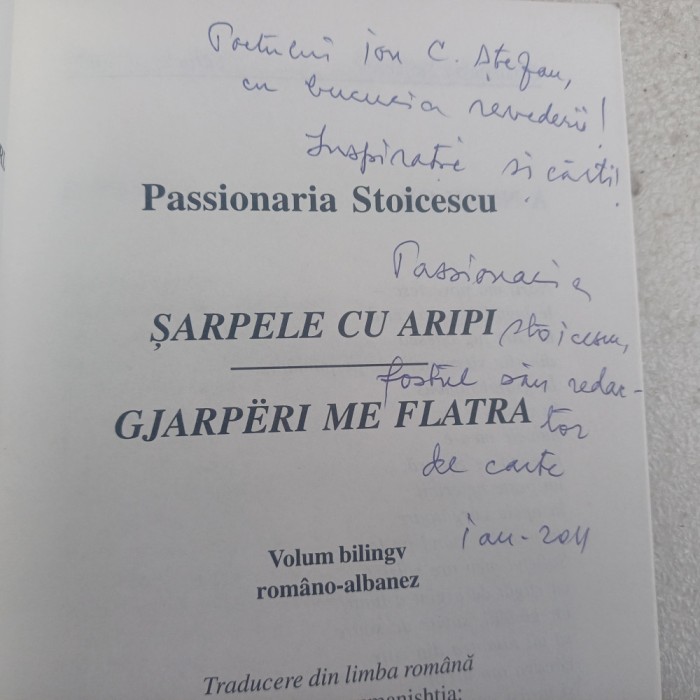 Poetului Ion C. Ștefan,
cu bucuria revederii!
Inspirație și cărți!
Passionaria Stoicescu
Passionaria
Stoicescu,
ȘARPELE CU ARIPI
fostul său redac-
GJARPËRI ME FLATRA
tor
de carte
ian-2011
Volum bilingv
româno-albanez
Traducere din limba română